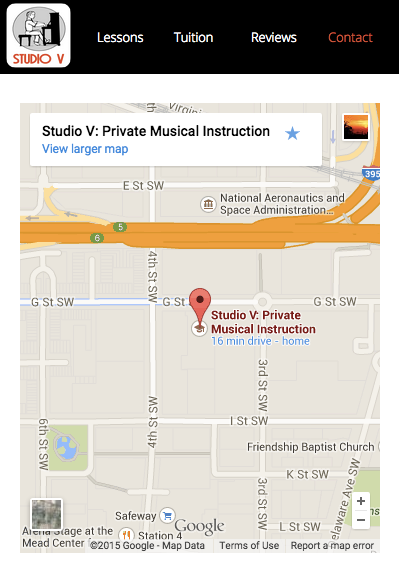 STUDIO V
Lessons
Tuition
Reviews
Contact
Studio V: Private Musical Instruction
View larger map
395
E St SW
National Aeronautics and
Space Administration...
5
6
4th St SW
G St SW
G St SW
G St SW
Studio V: Private
Musical Instruction
16 min drive - home
3rd St SW
I St SW
6th St SW
4th St SW
Friendship Baptist Church
K St SW
3rd St SW
Delaware Ave SW
Safeway
Google
L St SW
Arena Stage at the
Mead Center
Station 4
©2015 Google - Map Data
Terms of Use
Report a map error